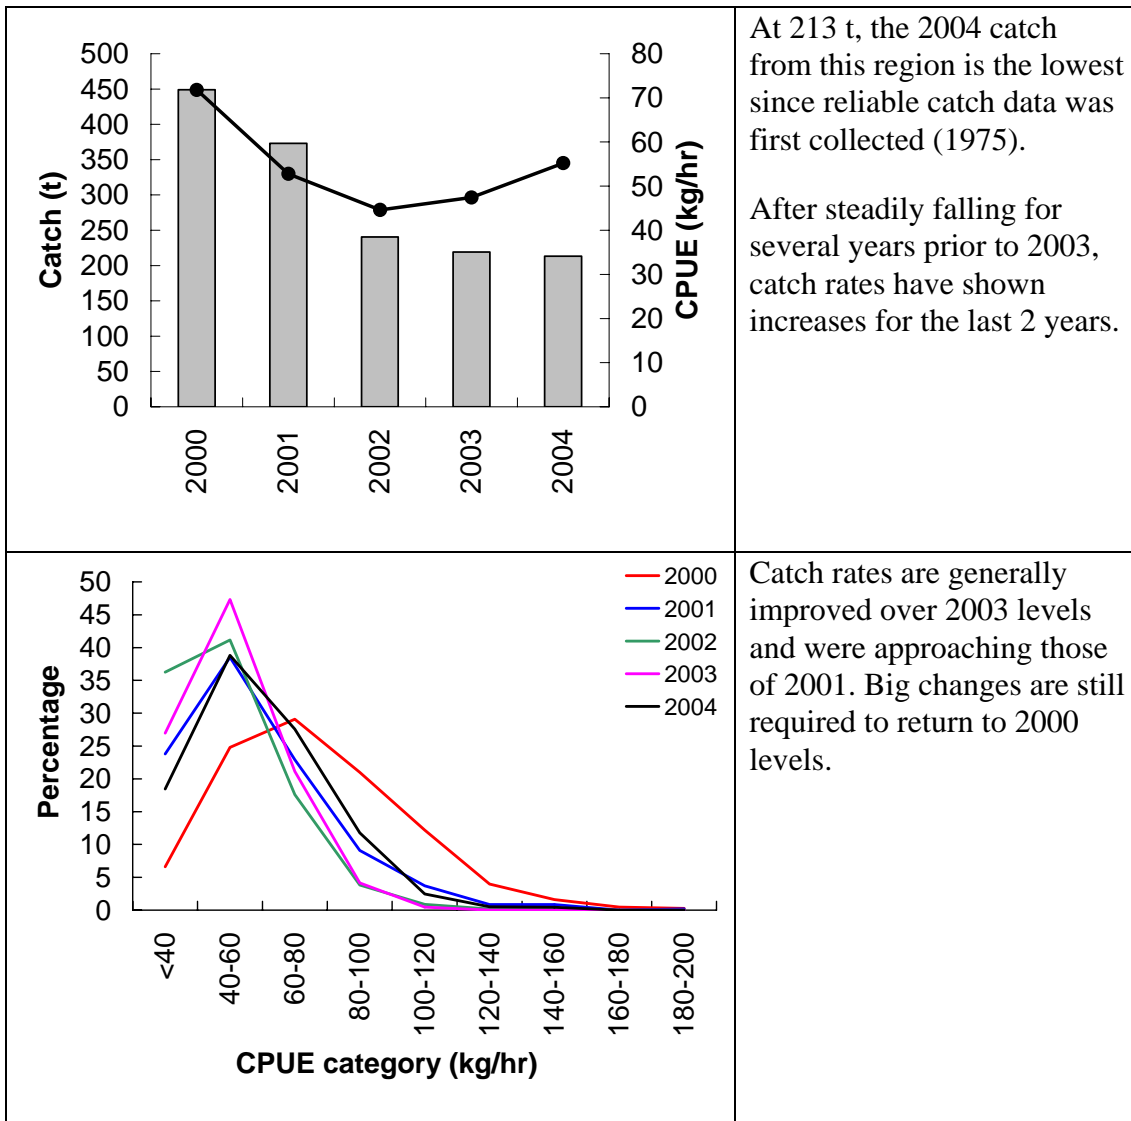 500
450
400
350
300
250
200
150
100
50
0
Catch (t)
80
70
60
50
40
30
20
10
0
CPUE (kg/hr)
2000
2001
2002
2003
2004
At 213 t, the 2004 catch
from this region is the lowest
since reliable catch data was
first collected (1975).
After steadily falling for
several years prior to 2003,
catch rates have shown
increases for the last 2 years.
50
45
40
35
30
25
20
15
10
5
0
Percentage
2000
2001
2002
2003
2004
<40
40-60
60-80
80-100
100-120
120-140
140-160
160-180
180-200
CPUE category (kg/hr)
Catch rates are generally
improved over 2003 levels
and were approaching those
of 2001. Big changes are still
required to return to 2000
levels.